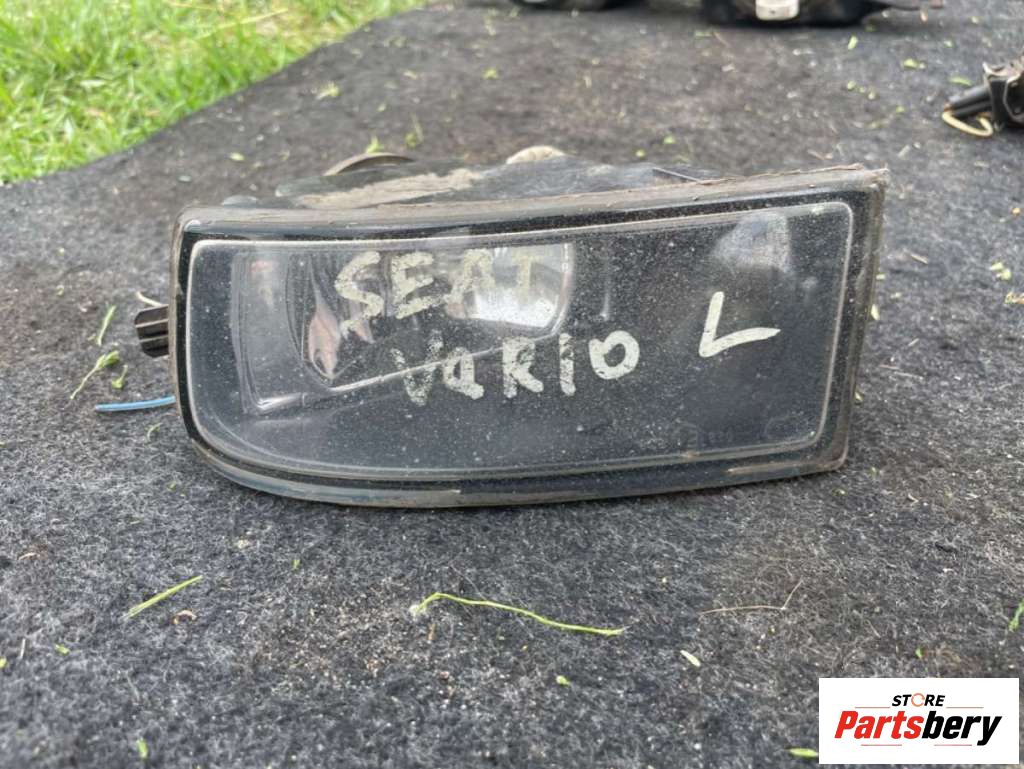 SEAT
VARIO L
STORE
Partsbery